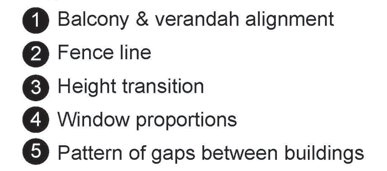 1 Balcony & verandah alignment
2 Fence line
3 Height transition
4 Window proportions
5 Pattern of gaps between buildings